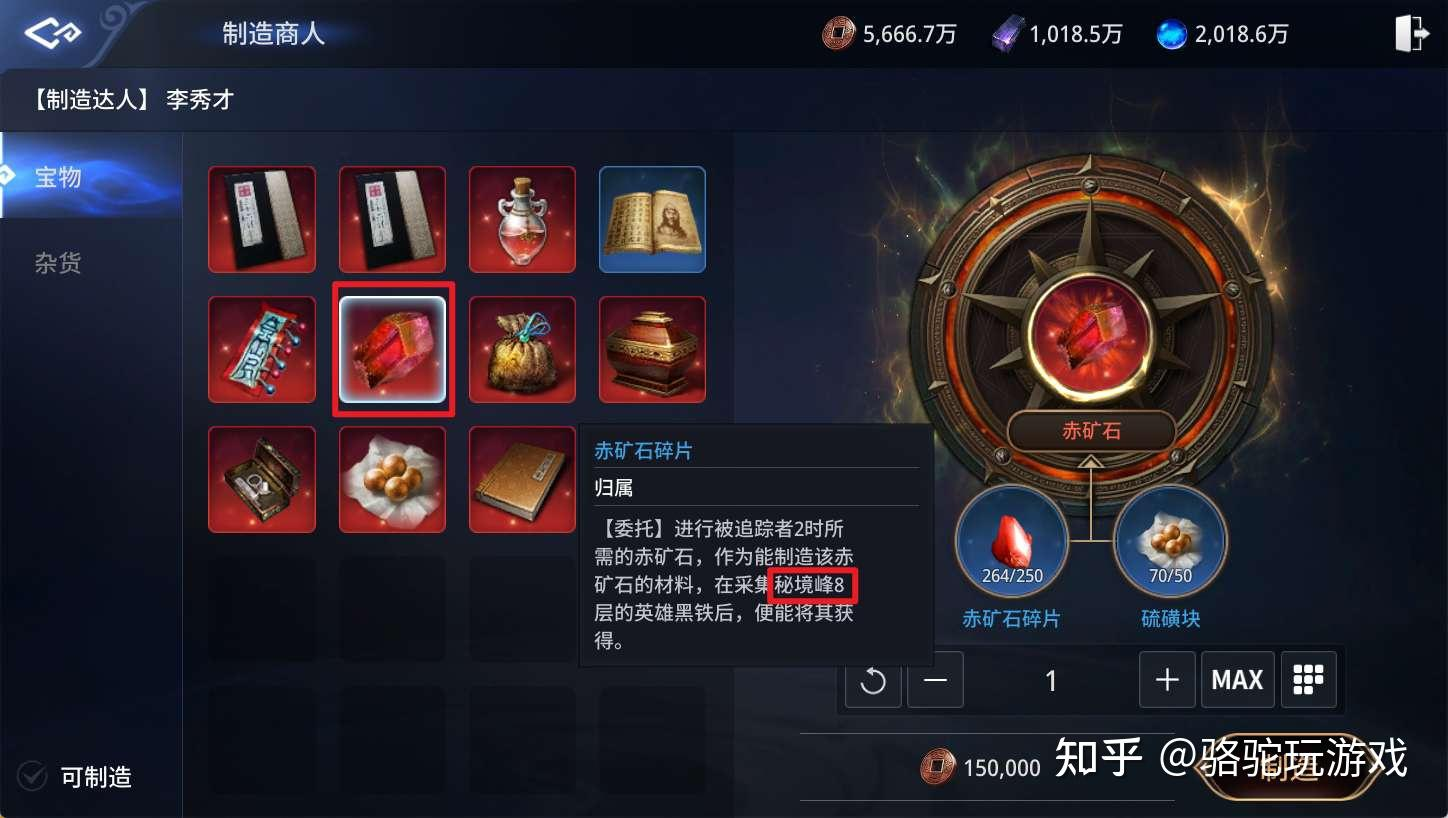 制造商人
5,666.7万
1,018.5万
2,018.6万
【制造达人】 李秀才
宝物
杂货
赤矿石
赤矿石碎片
归属
【委托】进行被追踪者2时所
需的赤矿石，作为能制造该赤
矿石的材料，在采集秘境峰8
层的英雄黑铁后，便能将其获
得。
264/250
70/50
赤矿石碎片
硫磺块
1
MAX
可制造
150,000
制造
知乎 @骆驼玩游戏